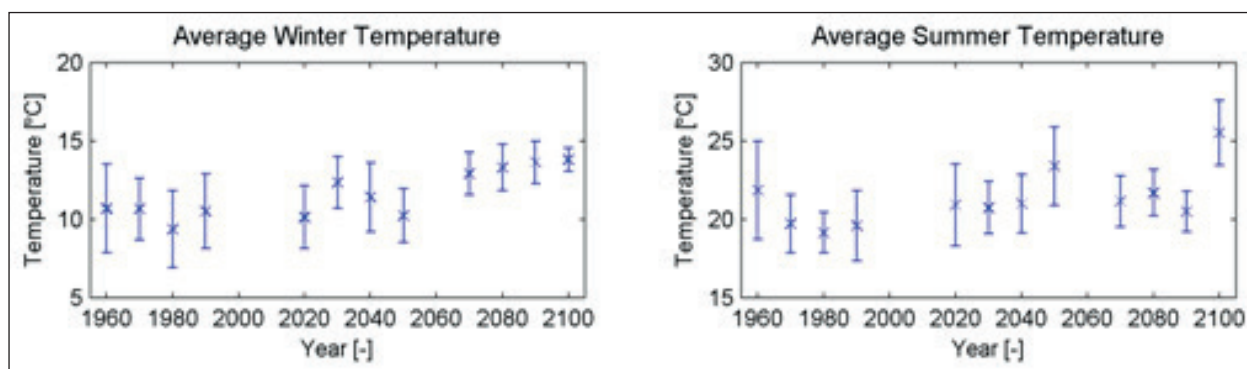 Average Winter Temperature
Temperature [°C]
20
15
10
5
1960 1980 2000 2020 2040 2060 2080 2100
Year [-]
Average Summer Temperature
Temperature [°C]
30
25
20
15
1960 1980 2000 2020 2040 2060 2080 2100
Year [-]